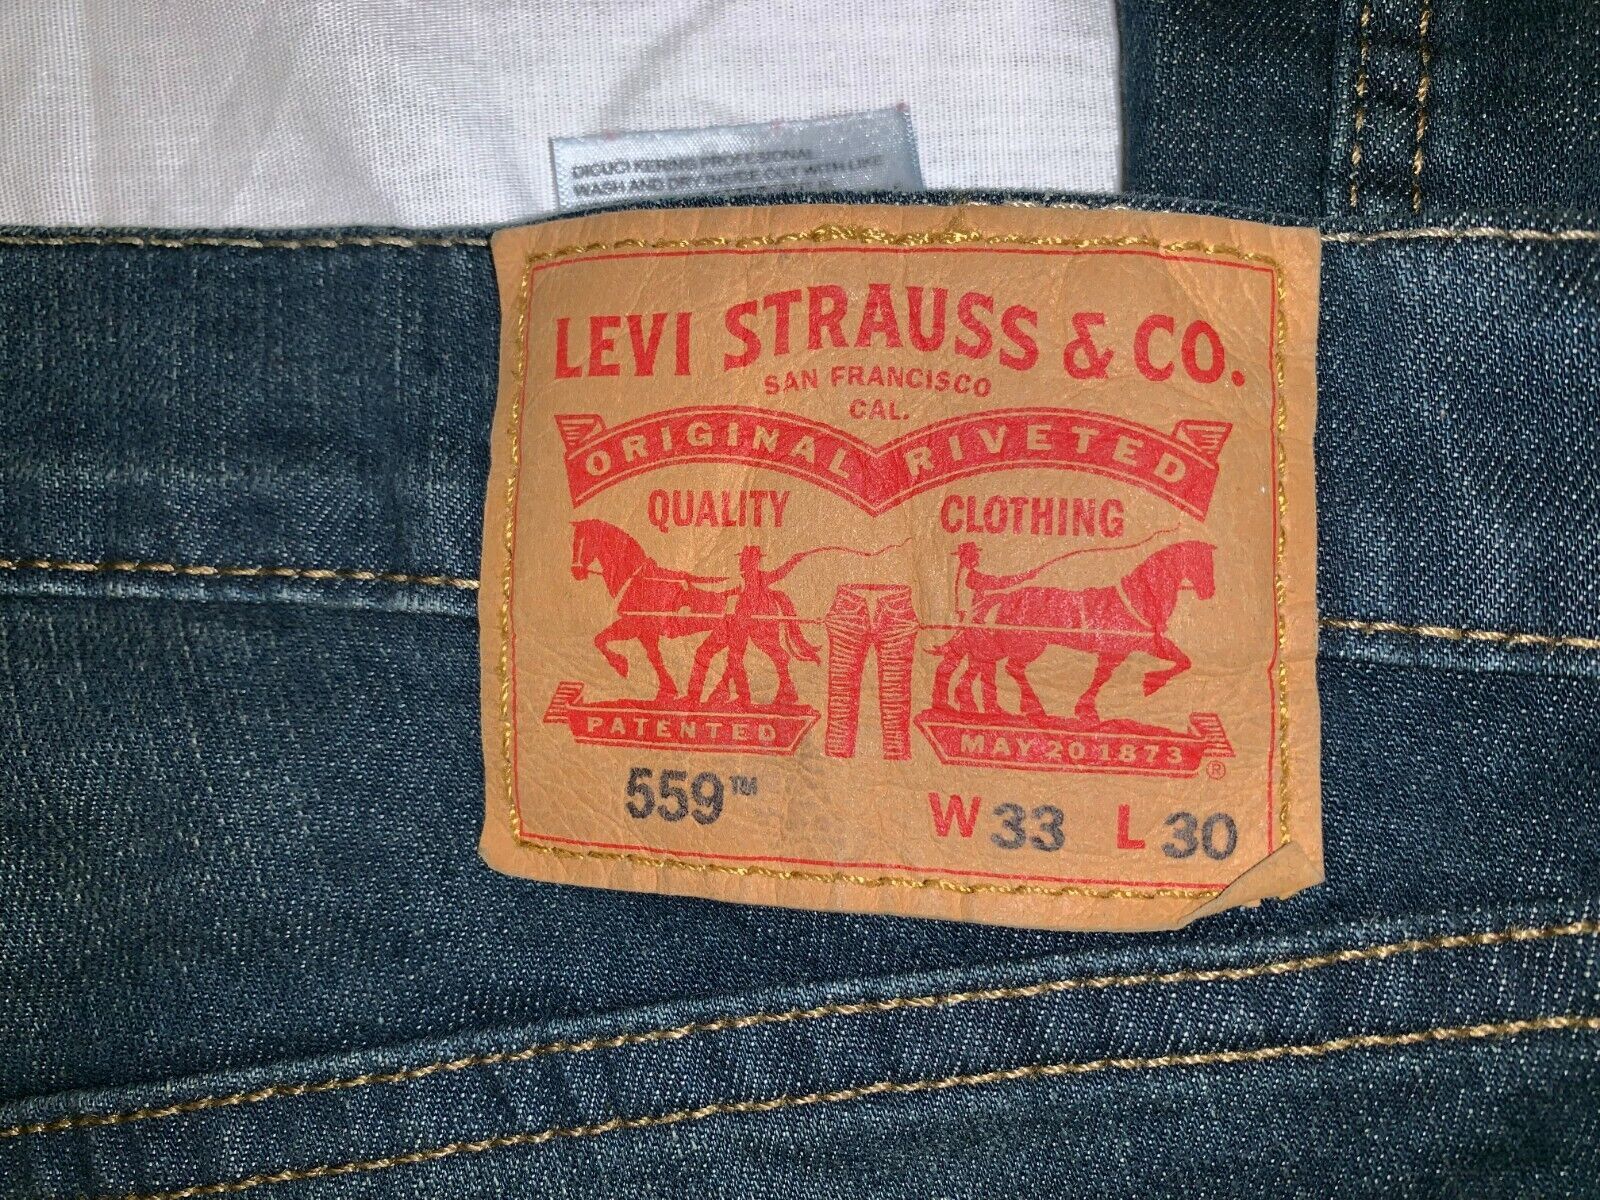 WASH AND DRY INSIDE OUT WITH LIKE
LEVI STRAUSS & CO.
SAN FRANCISCO
CAL.
ORIGINAL RIVETED
QUALITY CLOTHING
PATENTED MAY 20 1873 ®
559™ W 33 L 30